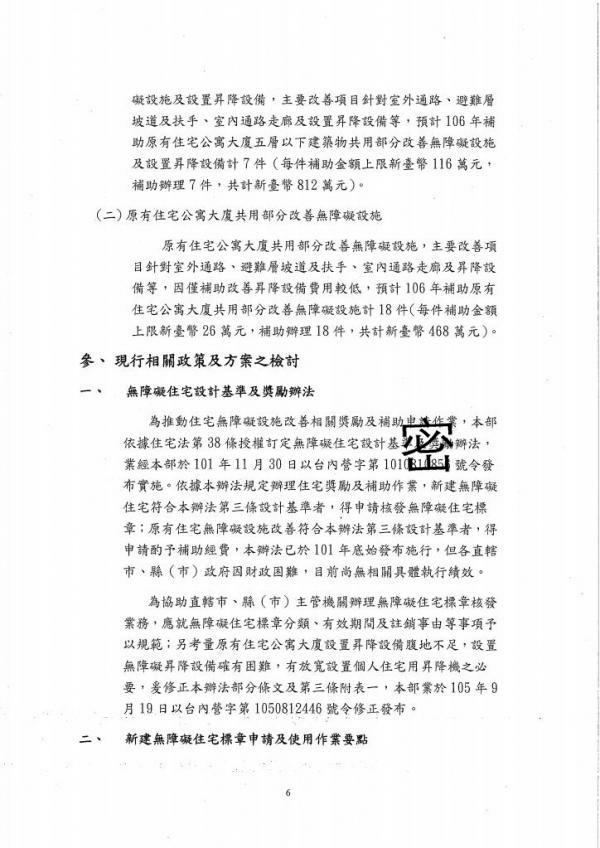 礙設施及設置昇降設備，主要改善項目針對室外通路、避難層
坡道及扶手、室內通路走廊及設置昇降設備等，預計 106 年補
助原有住宅公寓大廈五層以下建築物共用部分改善無障礙設施
及設置昇降設備計 7 件（每件補助金額上限新臺幣 116 萬元，
補助辦理 7 件，共計新臺幣 812 萬元）。
(二)原有住宅公寓大廈共用部分改善無障礙設施
原有住宅公寓大廈共用部分改善無障礙設施，主要改善項
目針對室外通路、避難層坡道及扶手、室內通路走廊及昇降設
備等，因僅補助改善昇降設備費用較低，預計 106 年補助原有
住宅公寓大廈共用部分改善無障礙設施計 18 件(每件補助金額
上限新臺幣 26 萬元，補助辦理 18 件，共計新臺幣 468 萬元)。
參、現行相關政策及方案之檢討
一、 無障礙住宅設計基準及獎勵辦法
為推動住宅無障礙設施改善相關獎勵及補助申請作業，本部
依據住宅法第 38 條授權訂定無障礙住宅設計基準及獎勵辦法，
業經本部於 101 年 11 月 30 日以台內營字第 101081085 號令發
密
布實施。依據本辦法規定辦理住宅獎勵及補助作業，新建無障礙
住宅符合本辦法第三條設計基準者，得申請核發無障礙住宅標
章；原有住宅無障礙設施改善符合本辦法第三條設計基準者，得
申請酌予補助經費，本辦法已於 101 年底始發布施行，但各直轄
市、縣（市）政府因財政困難，目前尚無相關具體執行績效。
為協助直轄市、縣（市）主管機關辦理無障礙住宅標章核發
業務，應就無障礙住宅標章分類、有效期間及註銷事由等事項予
以規範；另考量原有住宅公寓大廈設置昇降設備腹地不足，設置
無障礙昇降設備確有困難，有放寬設置個人住宅用昇降機之必
要，爰修正本辦法部分條文及第三條附表一，本部業於 105 年 9
月 19 日以台內營字第 1050812446 號令修正發布。
二、 新建無障礙住宅標章申請及使用作業要點
6